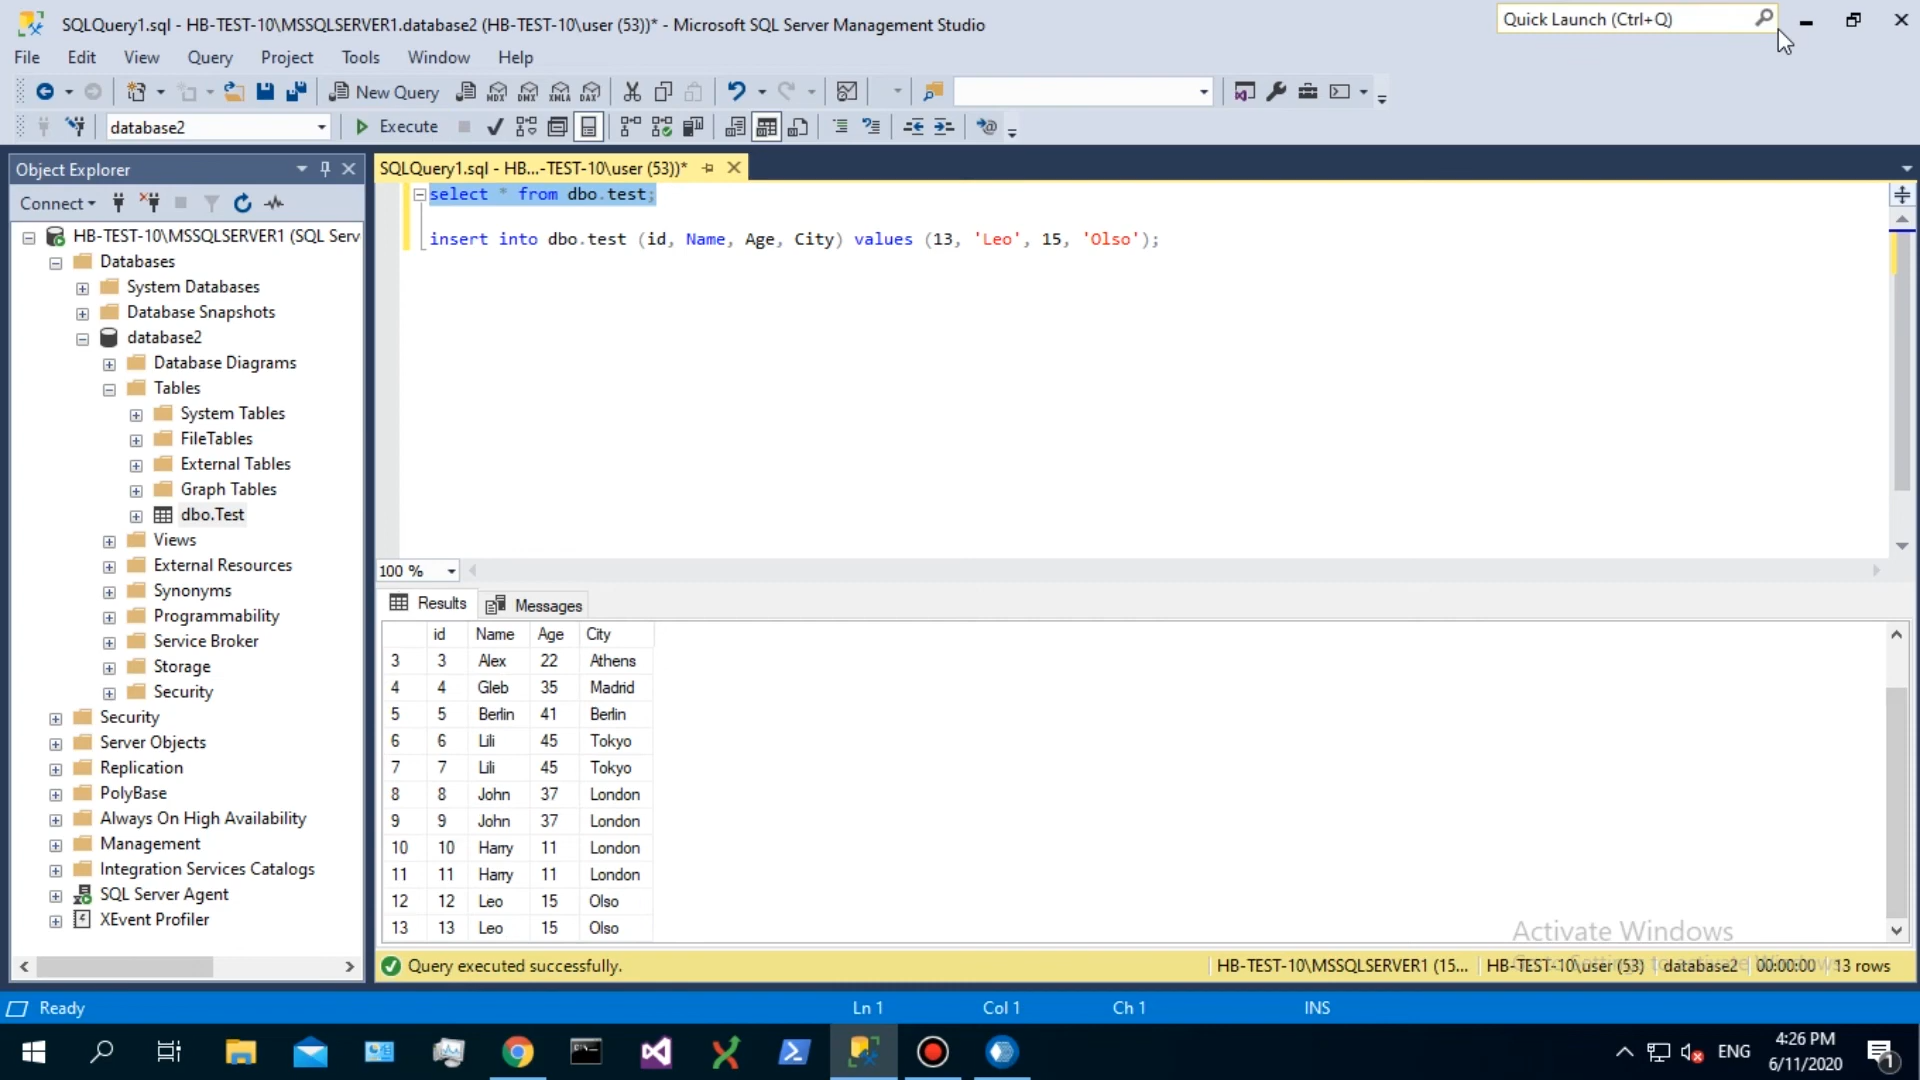 SQLQuery1.sql - HB-TEST-10\MSSQLSERVER1.database2 (HB-TEST-10\user (53))* - Microsoft SQL Server Management Studio
Quick Launch (Ctrl+Q)
File Edit View Query Project Tools Window Help
New Query MDX DMX XMLA DAX
database2 Execute
Object Explorer
SQLQuery1.sql - HB...-TEST-10\user (53))*
Connect
HB-TEST-10\MSSQLSERVER1 (SQL Serv
Databases
System Databases
Database Snapshots
database2
Database Diagrams
Tables
System Tables
FileTables
External Tables
Graph Tables
dbo.Test
Views
External Resources
Synonyms
Programmability
Service Broker
Storage
Security
Security
Server Objects
Replication
PolyBase
Always On High Availability
Management
Integration Services Catalogs
SQL Server Agent
XEvent Profiler
select * from dbo.test;
insert into dbo.test (id, Name, Age, City) values (13, 'Leo', 15, 'Olso');
100 %
Results Messages
id Name Age City
3 3 Alex 22 Athens
4 4 Gleb 35 Madrid
5 5 Berlin 41 Berlin
6 6 Lili 45 Tokyo
7 7 Lili 45 Tokyo
8 8 John 37 London
9 9 John 37 London
10 10 Harry 11 London
11 11 Harry 11 London
12 12 Leo 15 Olso
13 13 Leo 15 Olso
Activate Windows
Query executed successfully. HB-TEST-10\MSSQLSERVER1 (15... HB-TEST-10\user (53) database2 00:00:00 13 rows
Ready Ln 1 Col 1 Ch 1 INS
ENG
4:26 PM
6/11/2020
1